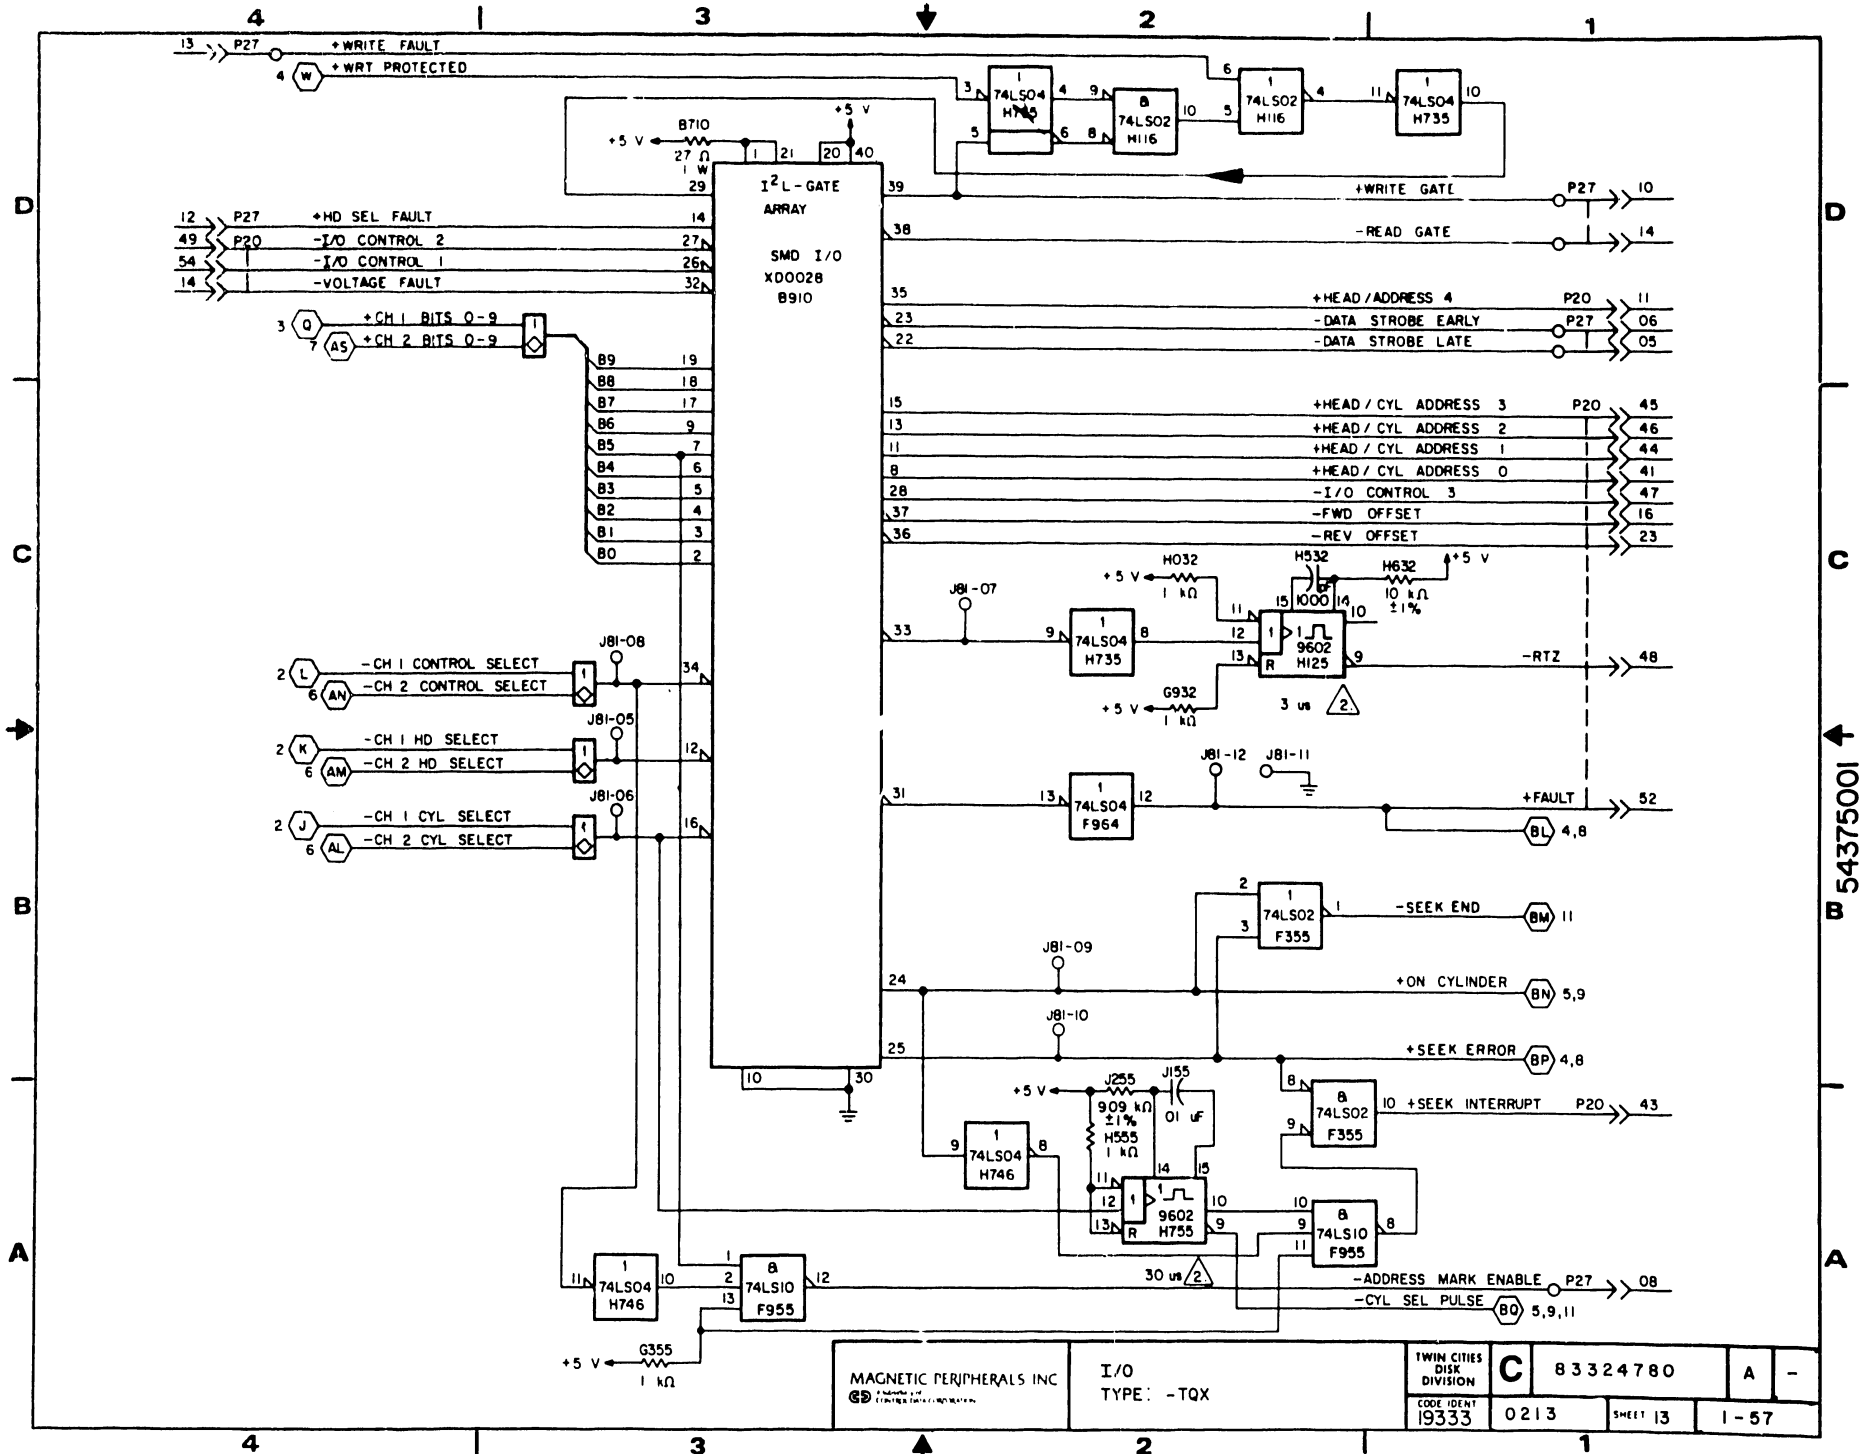 4 3 2 1
13 P27 +WRITE FAULT
4 W +WRT PROTECTED
3 1 74LS04 4
5 6
9 & 74LS02 H116 10
8
6 1 74LS02 H116 4
5
11 1 74LS04 H735 10
+5 V B710 27 Ω 1 W
1 21 20 40 +5 V
29
I²L-GATE
ARRAY
SMD I/O
XD0028
B910
D
12 P27 +HD SEL FAULT 14
49 P20 -I/O CONTROL 2 27
54 -I/O CONTROL 1 26
14 -VOLTAGE FAULT 32
39 +WRITE GATE P27 10
38 -READ GATE 14
D
3 Q +CH 1 BITS 0-9 1
7 AS +CH 2 BITS 0-9
35 +HEAD/ADDRESS 4 P20 11
23 -DATA STROBE EARLY P27 06
22 -DATA STROBE LATE 05
B9 19
B8 18
B7 17
B6 9
B5 7
B4 6
B3 5
B2 4
B1 3
B0 2
15 +HEAD / CYL ADDRESS 3 P20 45
13 +HEAD / CYL ADDRESS 2 46
11 +HEAD / CYL ADDRESS 1 44
8 +HEAD / CYL ADDRESS 0 41
28 -I/O CONTROL 3 47
37 -FWD OFFSET 16
36 -REV OFFSET 23
C
C
J81-07
33
9 1 74LS04 H735 8
+5 V H032 1 kΩ
H532 1000
H632 10 kΩ ±1% +5 V
11 15 14 10
12 1 1 9602 H125
13 R 9
-RTZ 48
+5 V G932 1 kΩ
3 us 2.
J81-08
2 L -CH 1 CONTROL SELECT 1 34
6 AN -CH 2 CONTROL SELECT
J81-05
2 K -CH 1 HD SELECT 1 12
6 AM -CH 2 HD SELECT
J81-06
2 J -CH 1 CYL SELECT 1 16
6 AL -CH 2 CYL SELECT
J81-12 J81-11
31 13 1 74LS04 F964 12
+FAULT 52
BL 4,8
54375001
B
B
2 1 74LS02 F355 1
3
-SEEK END BM 11
J81-09
24 +ON CYLINDER BN 5,9
J81-10
25 +SEEK ERROR BP 4,8
10 30
+5 V J255 909 kΩ ±1%
J155 .01 uF
H555 1 kΩ
8 & 74LS02 F355 10 +SEEK INTERRUPT P20 43
9
9 1 74LS04 H746 8
11 14 15
12 1 1 9602 H755 10
13 R 9
30 us 2.
10 & 74LS10 F955 8
9
11
A
A
11 1 74LS04 H746 10
1 & 74LS10 F955 12
2
13
-ADDRESS MARK ENABLE P27 08
-CYL SEL PULSE BQ 5,9,11
+5 V G355 1 kΩ
MAGNETIC PERIPHERALS INC
I/O
TYPE: -TQX
TWIN CITIES
DISK
DIVISION
C 83324780 A -
CODE IDENT
19333 0213 SHEET 13 1-57
4 3 2 1